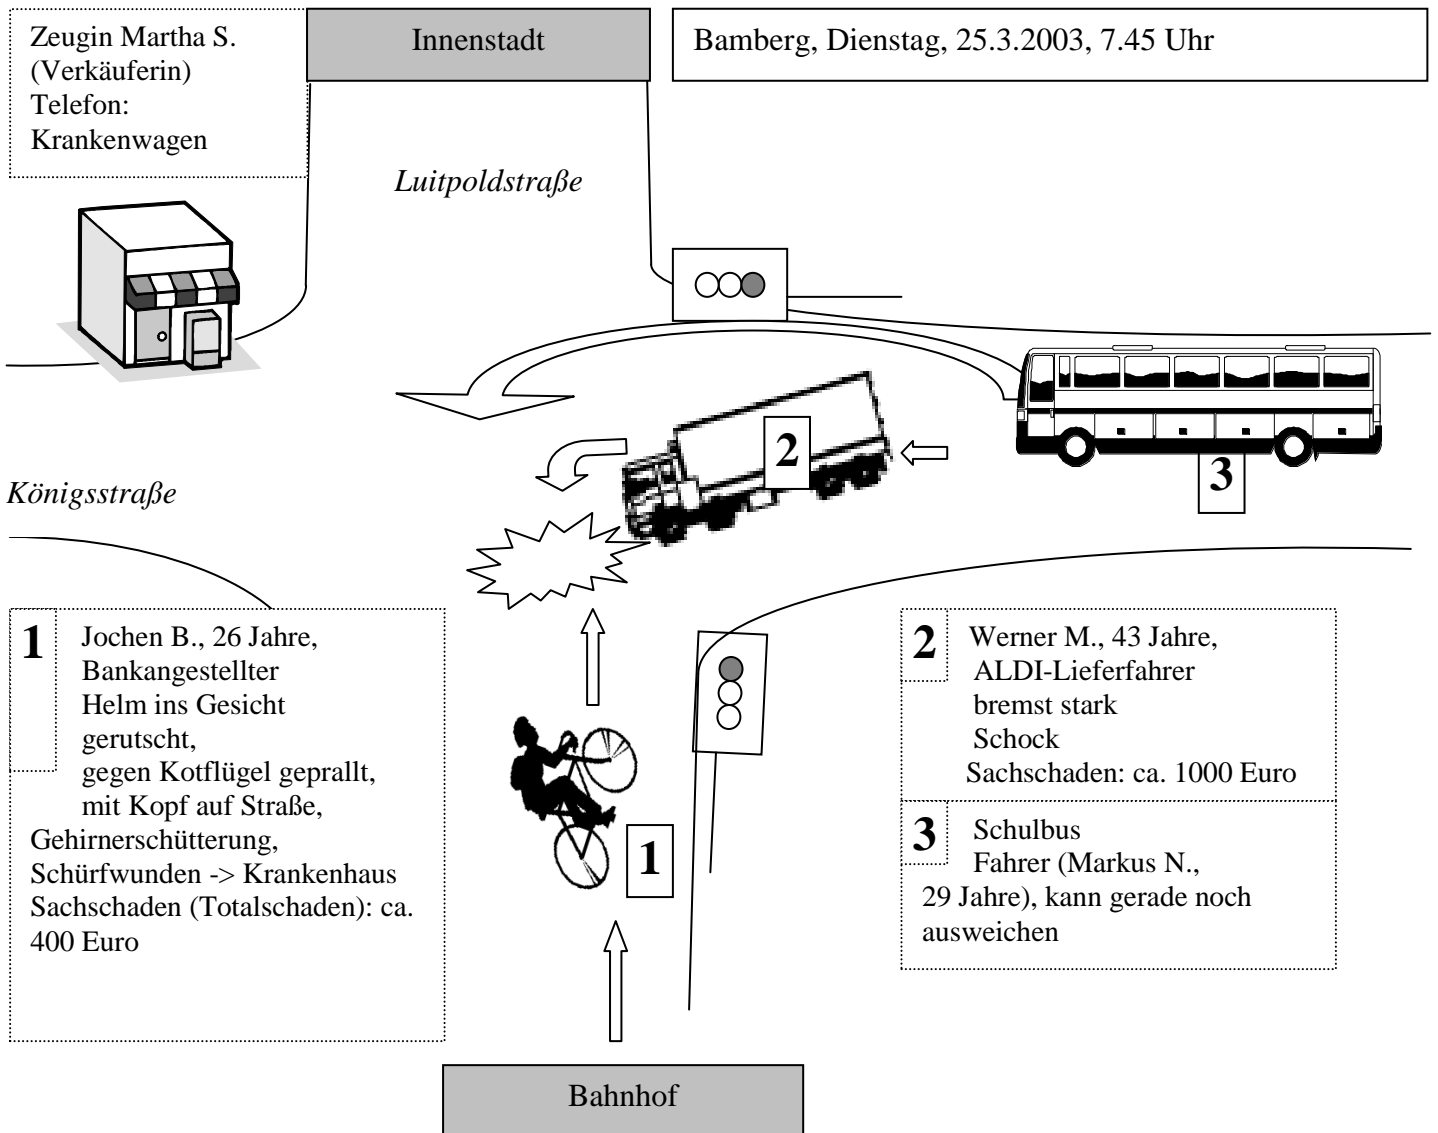 Zeugin Martha S.
(Verkäuferin)
Telefon:
Krankenwagen
Innenstadt
Bamberg, Dienstag, 25.3.2003, 7.45 Uhr
Luitpoldstraße
2
3
Königsstraße
1
Jochen B., 26 Jahre,
Bankangestellter
Helm ins Gesicht
gerutscht,
gegen Kotflügel geprallt,
mit Kopf auf Straße,
Gehirnerschütterung,
Schürfwunden -> Krankenhaus
Sachschaden (Totalschaden): ca.
400 Euro
1
2
Werner M., 43 Jahre,
ALDI-Lieferfahrer
bremst stark
Schock
Sachschaden: ca. 1000 Euro
3
Schulbus
Fahrer (Markus N.,
29 Jahre), kann gerade noch
ausweichen
Bahnhof